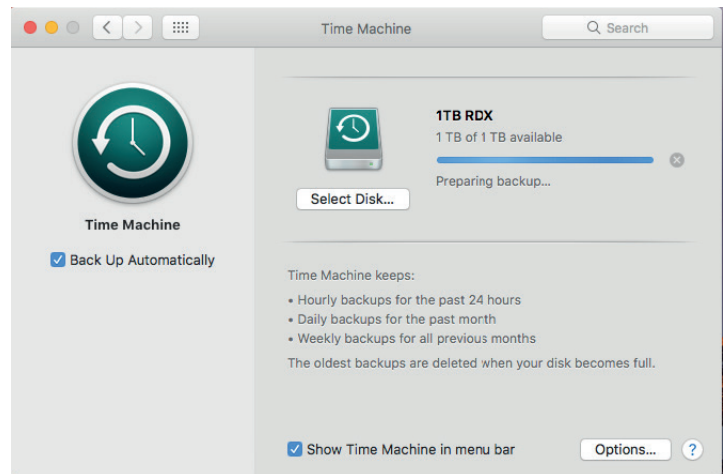 Time Machine
Search
Time Machine
Back Up Automatically
1TB RDX
1 TB of 1 TB available
Preparing backup...
Select Disk...
Time Machine keeps:
• Hourly backups for the past 24 hours
• Daily backups for the past month
• Weekly backups for all previous months
The oldest backups are deleted when your disk becomes full.
Show Time Machine in menu bar
Options...
?